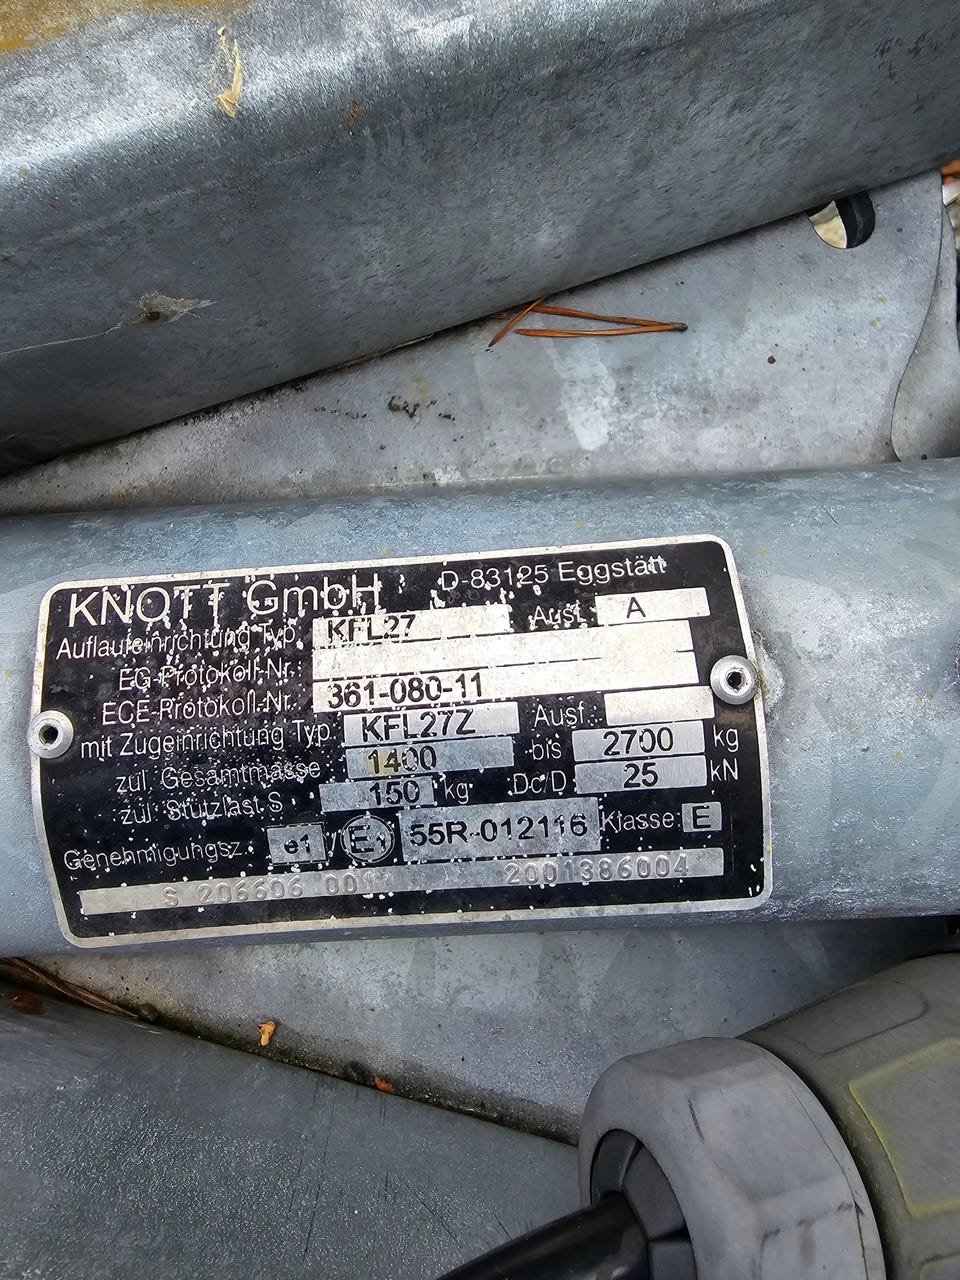 KNOTT GmbH D-83125 Eggstätt
Auflaufeinrichtung Typ. KFL27 Ausf. A
EG-Protokoll-Nr.
ECE-Protokoll-Nr. 361-080-11
mit Zugeinrichtung Typ KFL27Z Ausf.
zul. Gesamtmasse 1400 bis 2700 kg
zul. Stützlast S 150 kg Dc/D 25 kN
Genehmigungsz. e1 / E1 55R-012116 Klasse E
S 206606 001 2001386004